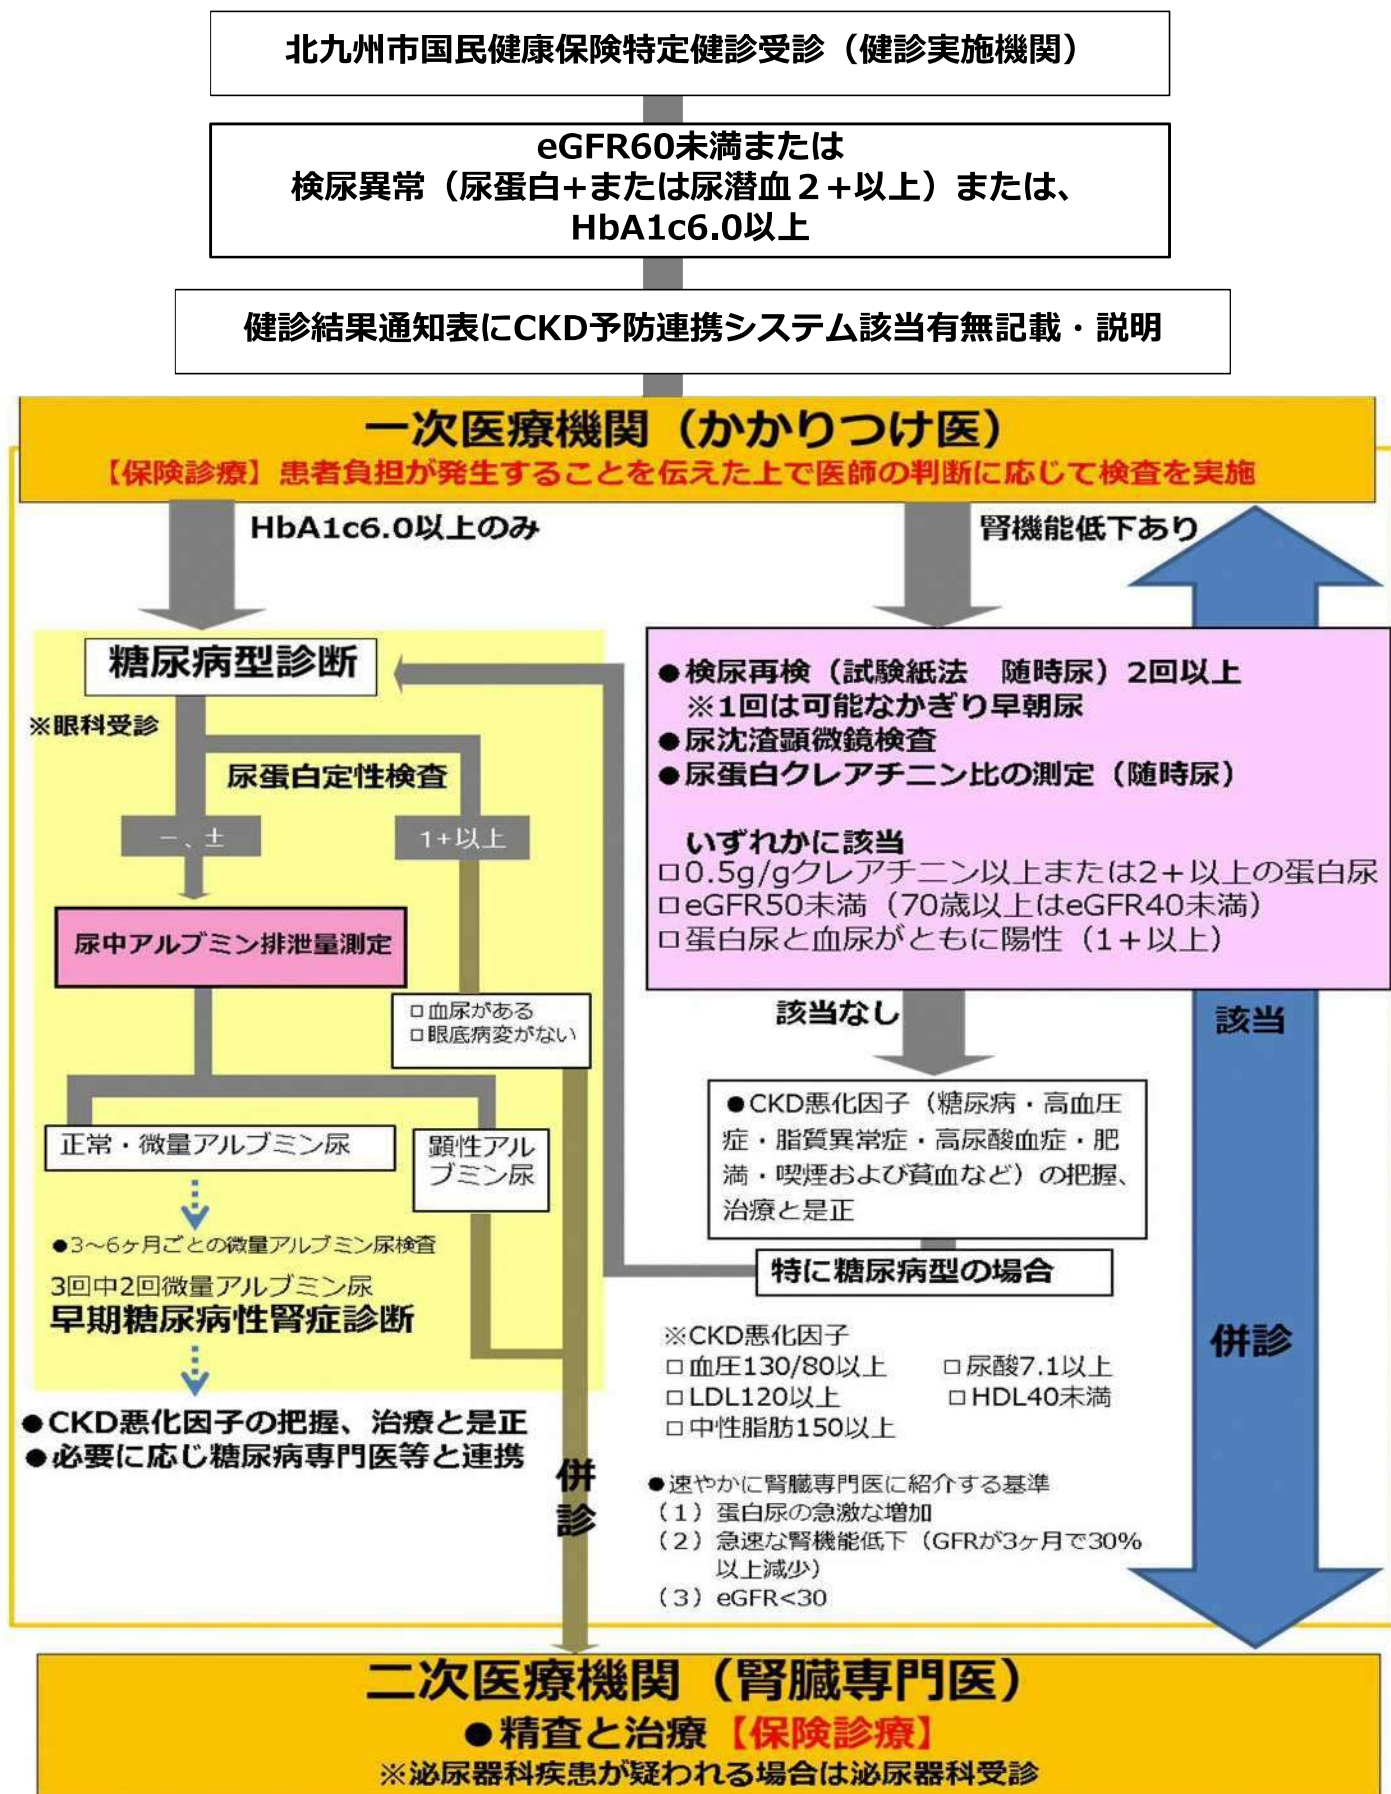 北九州市国民健康保険特定健診受診（健診実施機関）
eGFR60未満または
検尿異常（尿蛋白+または尿潜血２+以上）または、
HbA1c6.0以上
健診結果通知表にCKD予防連携システム該当有無記載・説明
一次医療機関（かかりつけ医）
【保険診療】患者負担が発生することを伝えた上で医師の判断に応じて検査を実施
HbA1c6.0以上のみ
糖尿病型診断
※眼科受診
尿蛋白定性検査
－、±
1+以上
尿中アルブミン排泄量測定
□血尿がある
□眼底病変がない
正常・微量アルブミン尿
顕性アル
ブミン尿
●3～6ヶ月ごとの微量アルブミン尿検査
3回中2回微量アルブミン尿
早期糖尿病性腎症診断
●CKD悪化因子の把握、治療と是正
●必要に応じ糖尿病専門医等と連携
併診
腎機能低下あり
●検尿再検（試験紙法　随時尿）2回以上
※1回は可能なかぎり早朝尿
●尿沈渣顕微鏡検査
●尿蛋白クレアチニン比の測定（随時尿）
いずれかに該当
□0.5g/gクレアチニン以上または2+以上の蛋白尿
□eGFR50未満（70歳以上はeGFR40未満）
□蛋白尿と血尿がともに陽性（1+以上）
該当なし
該当
●CKD悪化因子（糖尿病・高血圧
症・脂質異常症・高尿酸血症・肥
満・喫煙および貧血など）の把握、
治療と是正
特に糖尿病型の場合
※CKD悪化因子
□血圧130/80以上　□尿酸7.1以上
□LDL120以上　□HDL40未満
□中性脂肪150以上
併診
●速やかに腎臓専門医に紹介する基準
（1）蛋白尿の急激な増加
（2）急速な腎機能低下（GFRが3ヶ月で30%
以上減少）
（3）eGFR<30
二次医療機関（腎臓専門医）
●精査と治療【保険診療】
※泌尿器科疾患が疑われる場合は泌尿器科受診